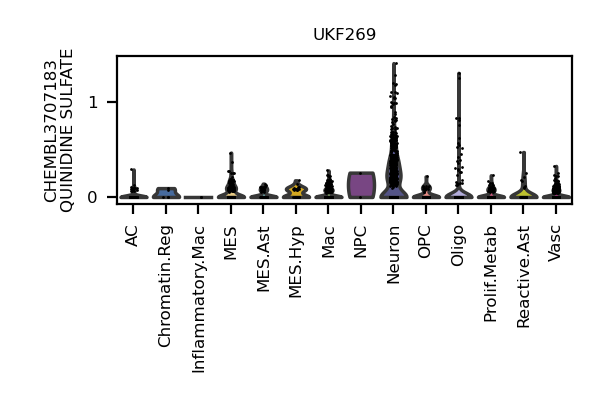 UKF269
CHEMBL3707183
QUINIDINE SULFATE
1
0
AC
Chromatin.Reg
Inflammatory.Mac
MES
MES.Ast
MES.Hyp
Mac
NPC
Neuron
OPC
Oligo
Prolif.Metab
Reactive.Ast
Vasc